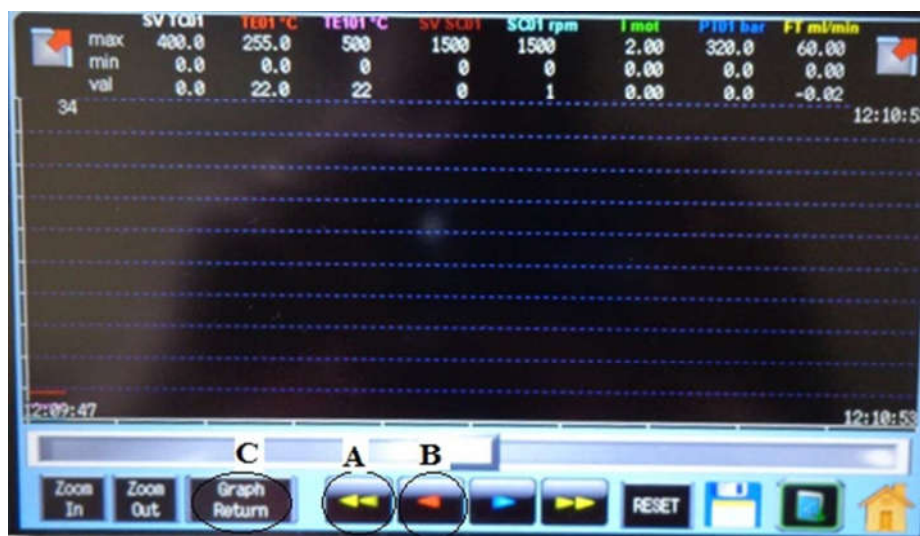 SV TC01 TE01 °C TE101 °C SV SC01 SC01 rpm I mot PT01 bar FT ml/min
max 400.0 255.0 500 1500 1500 2.00 320.0 60.00
min 0.0 0.0 0 0 0 0.00 0.0 0.00
val 0.0 22.0 22 0 1 0.00 0.0 -0.02
34 12:10:5
12:09:47 12:10:53
C A B
Zoom In Zoom Out Graph Return RESET